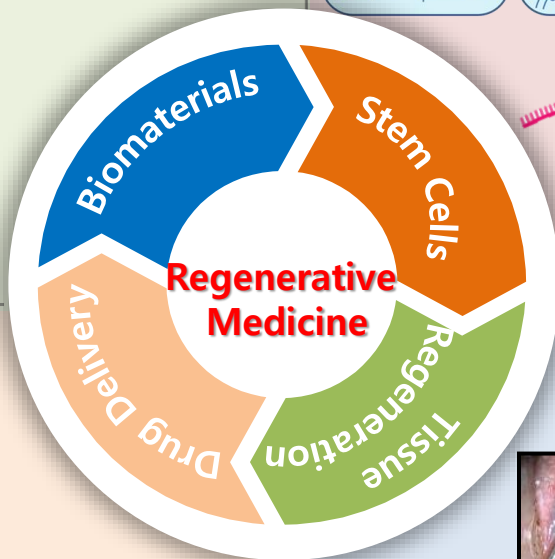 Biomaterials
Stem Cells
Regenerative
Medicine
Drug Delivery
Tissue
Regeneration